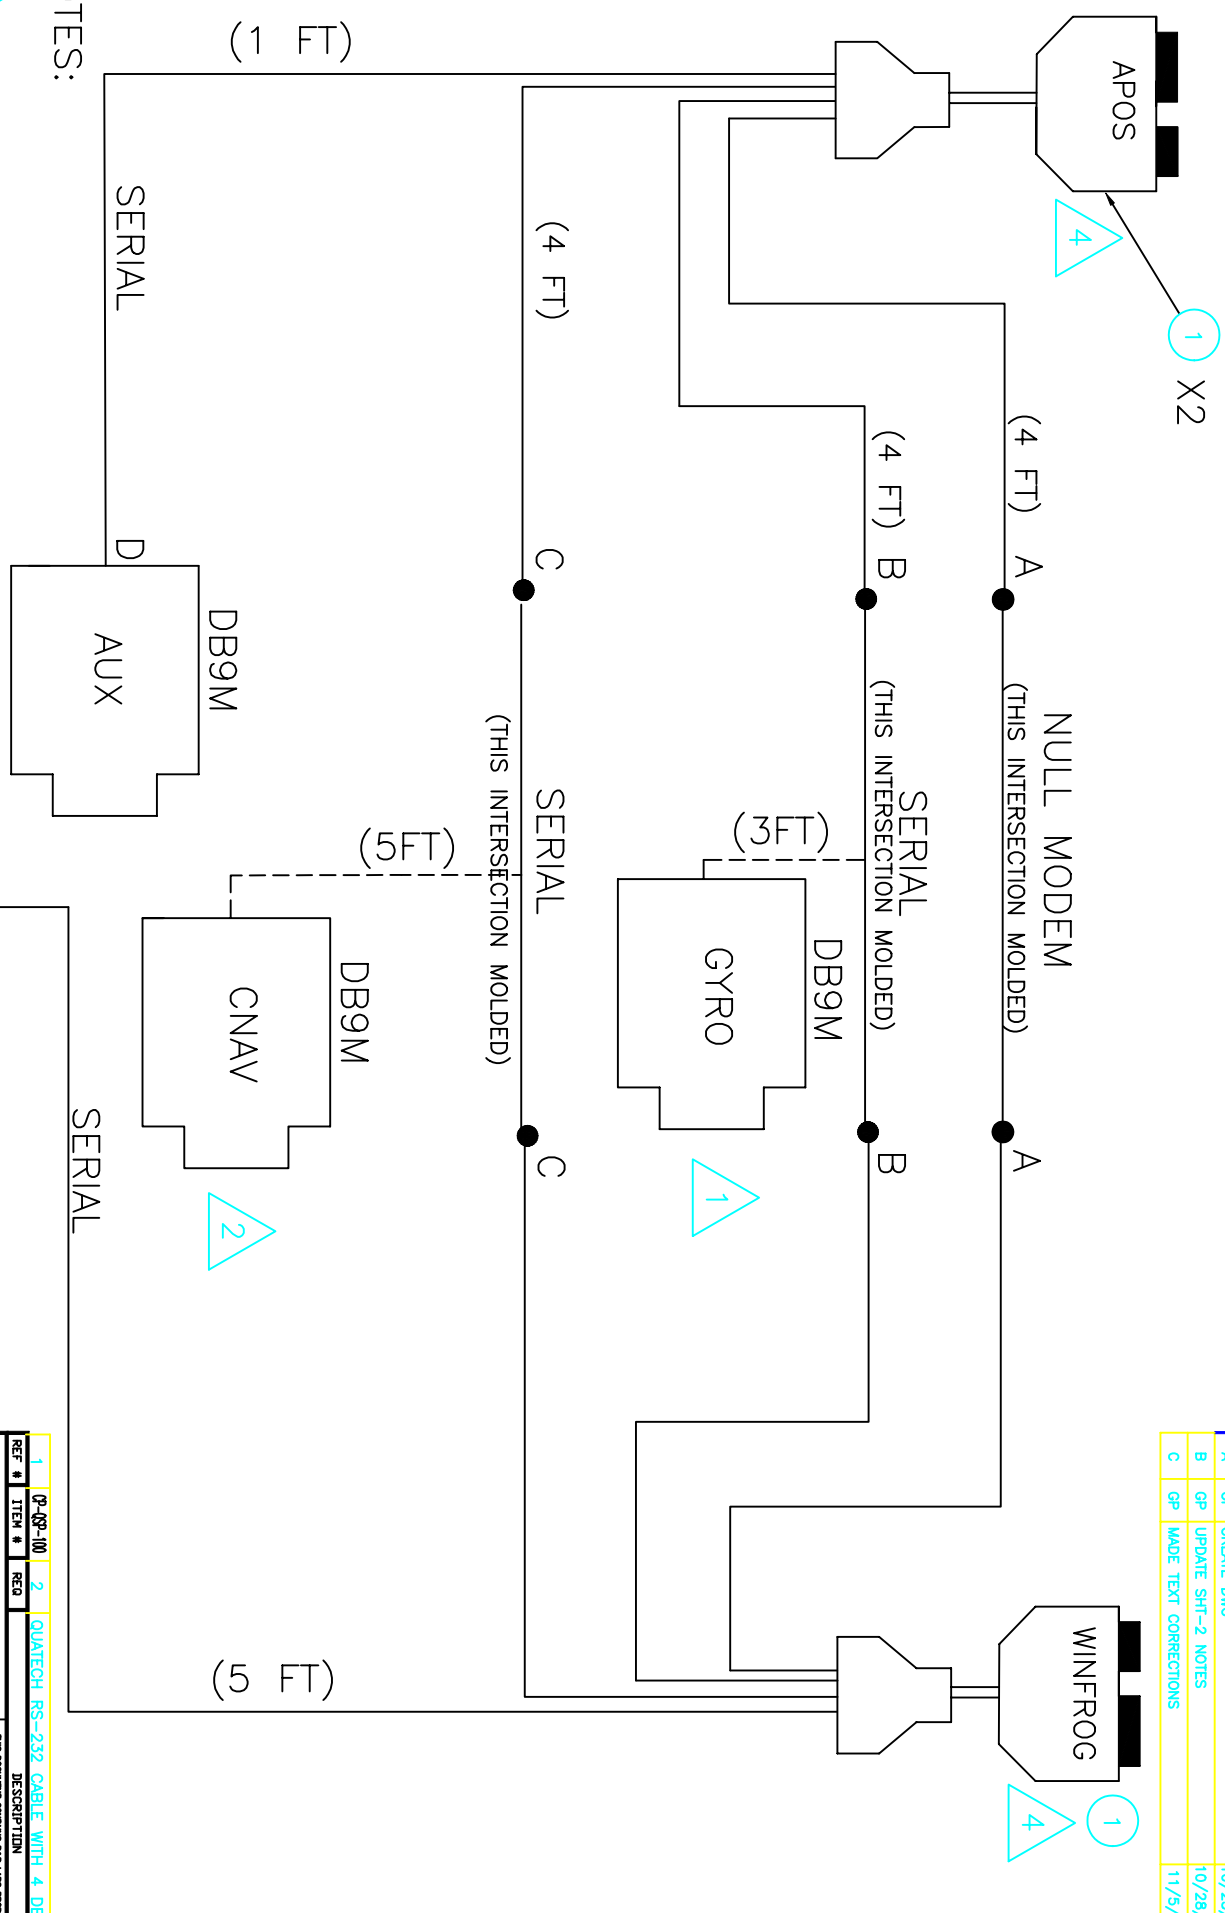 B GP UPDATE SHT-2 NOTES 10/28,
C GP MADE TEXT CORRECTIONS 11/5/
1 X2
APOS
4
WINFROG
1
4
NULL MODEM
(4 FT) A
(THIS INTERSECTION MOLDED)
A
SERIAL
(4 FT) B
(THIS INTERSECTION MOLDED)
B
(3FT)
DB9M
GYRO
1
SERIAL
(4 FT) C
(THIS INTERSECTION MOLDED)
C
(5FT)
DB9M
CNAV
2
(1 FT)
SERIAL
D
DB9M
AUX
SERIAL
(5 FT)
TES:
1 CP-QSP-100 2 QUATECH RS-232 CABLE WITH 4 DE
REF # ITEM # REQ DESCRIPTION